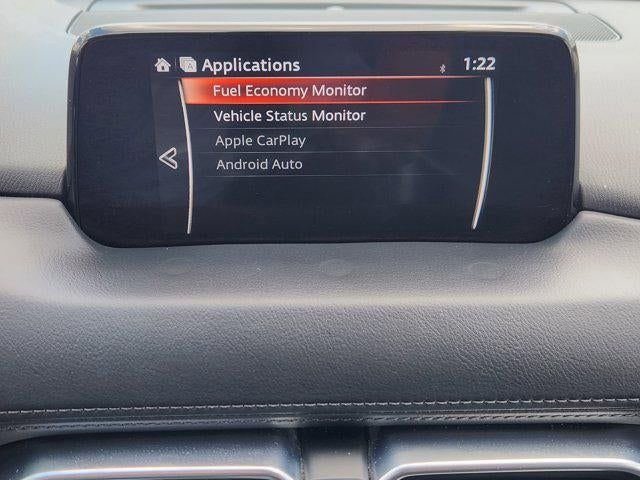 Applications 1:22
Fuel Economy Monitor
Vehicle Status Monitor
Apple CarPlay
Android Auto